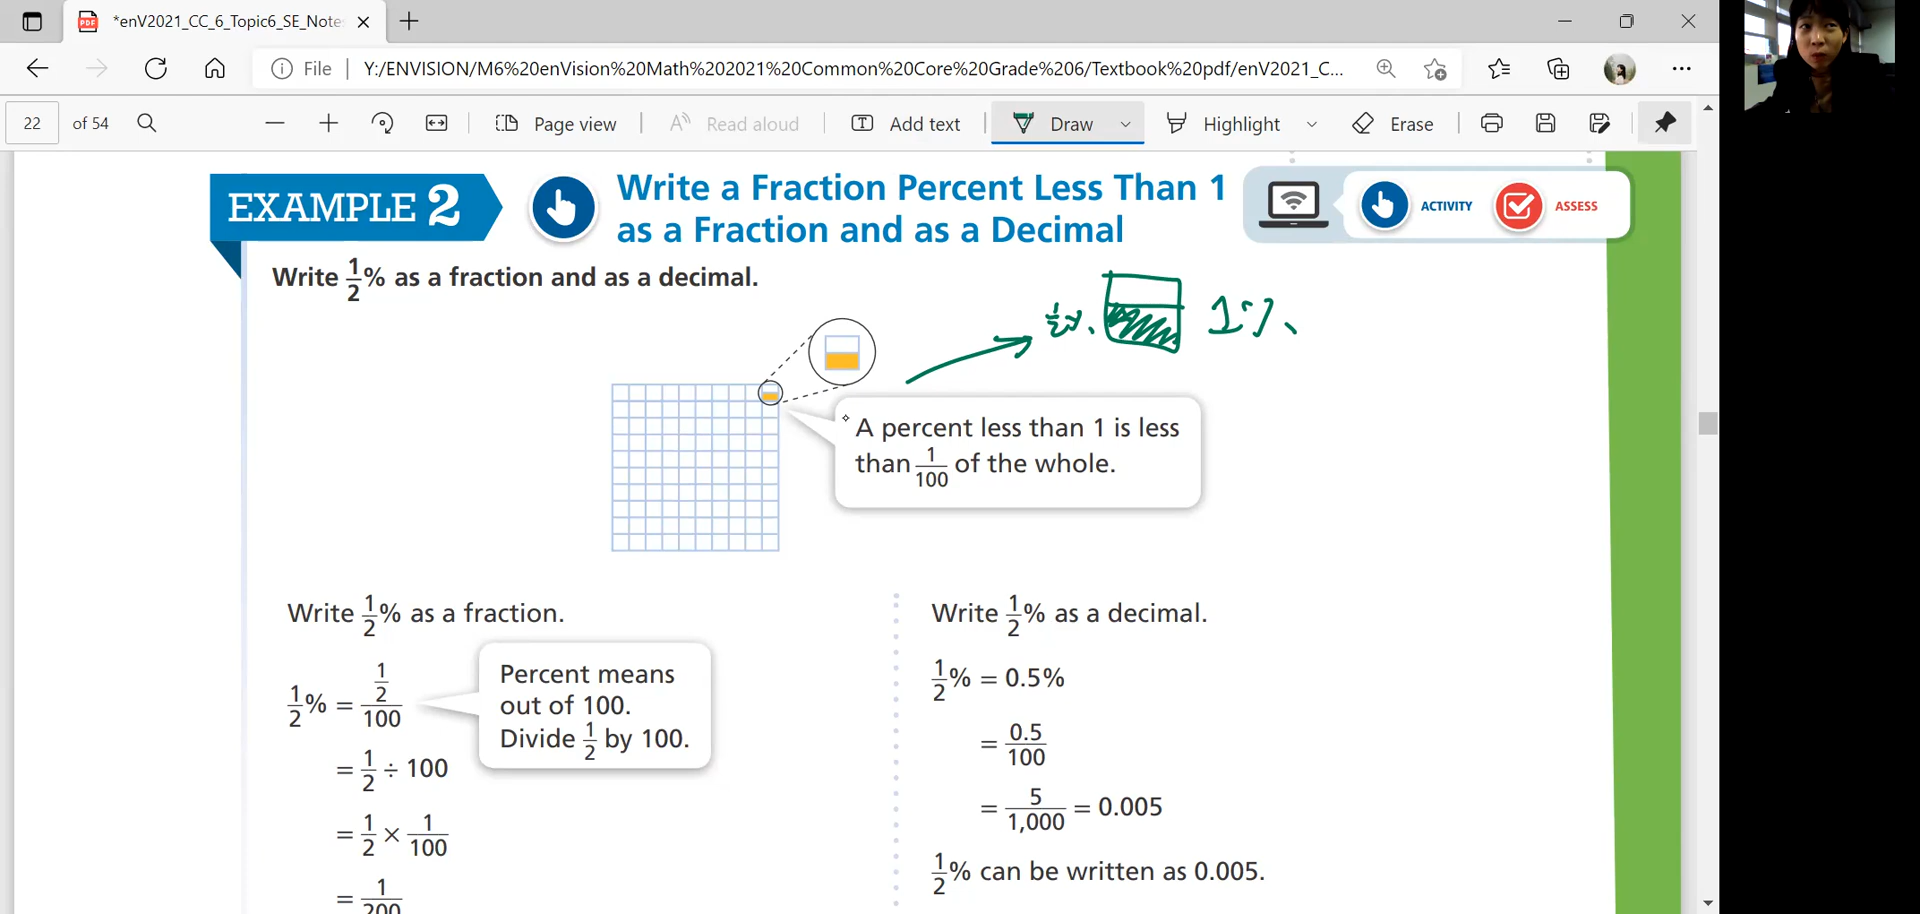 *enV2021_CC_6_Topic6_SE_Note
File | Y:/ENVISION/M6%20enVision%20Math%202021%20Common%20Core%20Grade%206/Textbook%20pdf/enV2021_C...
22 of 54 Page view Read aloud Add text Draw Highlight Erase
EXAMPLE 2
Write a Fraction Percent Less Than 1
as a Fraction and as a Decimal
ACTIVITY
ASSESS
Write 1/2% as a fraction and as a decimal.
1/2%
1%
A percent less than 1 is less
than 1/100 of the whole.
Write 1/2% as a fraction.
1/2% = 1/2/100
= 1/2 ÷ 100
= 1/2 × 1/100
= 1/200
Percent means
out of 100.
Divide 1/2 by 100.
Write 1/2% as a decimal.
1/2% = 0.5%
= 0.5/100
= 5/1,000 = 0.005
1/2% can be written as 0.005.